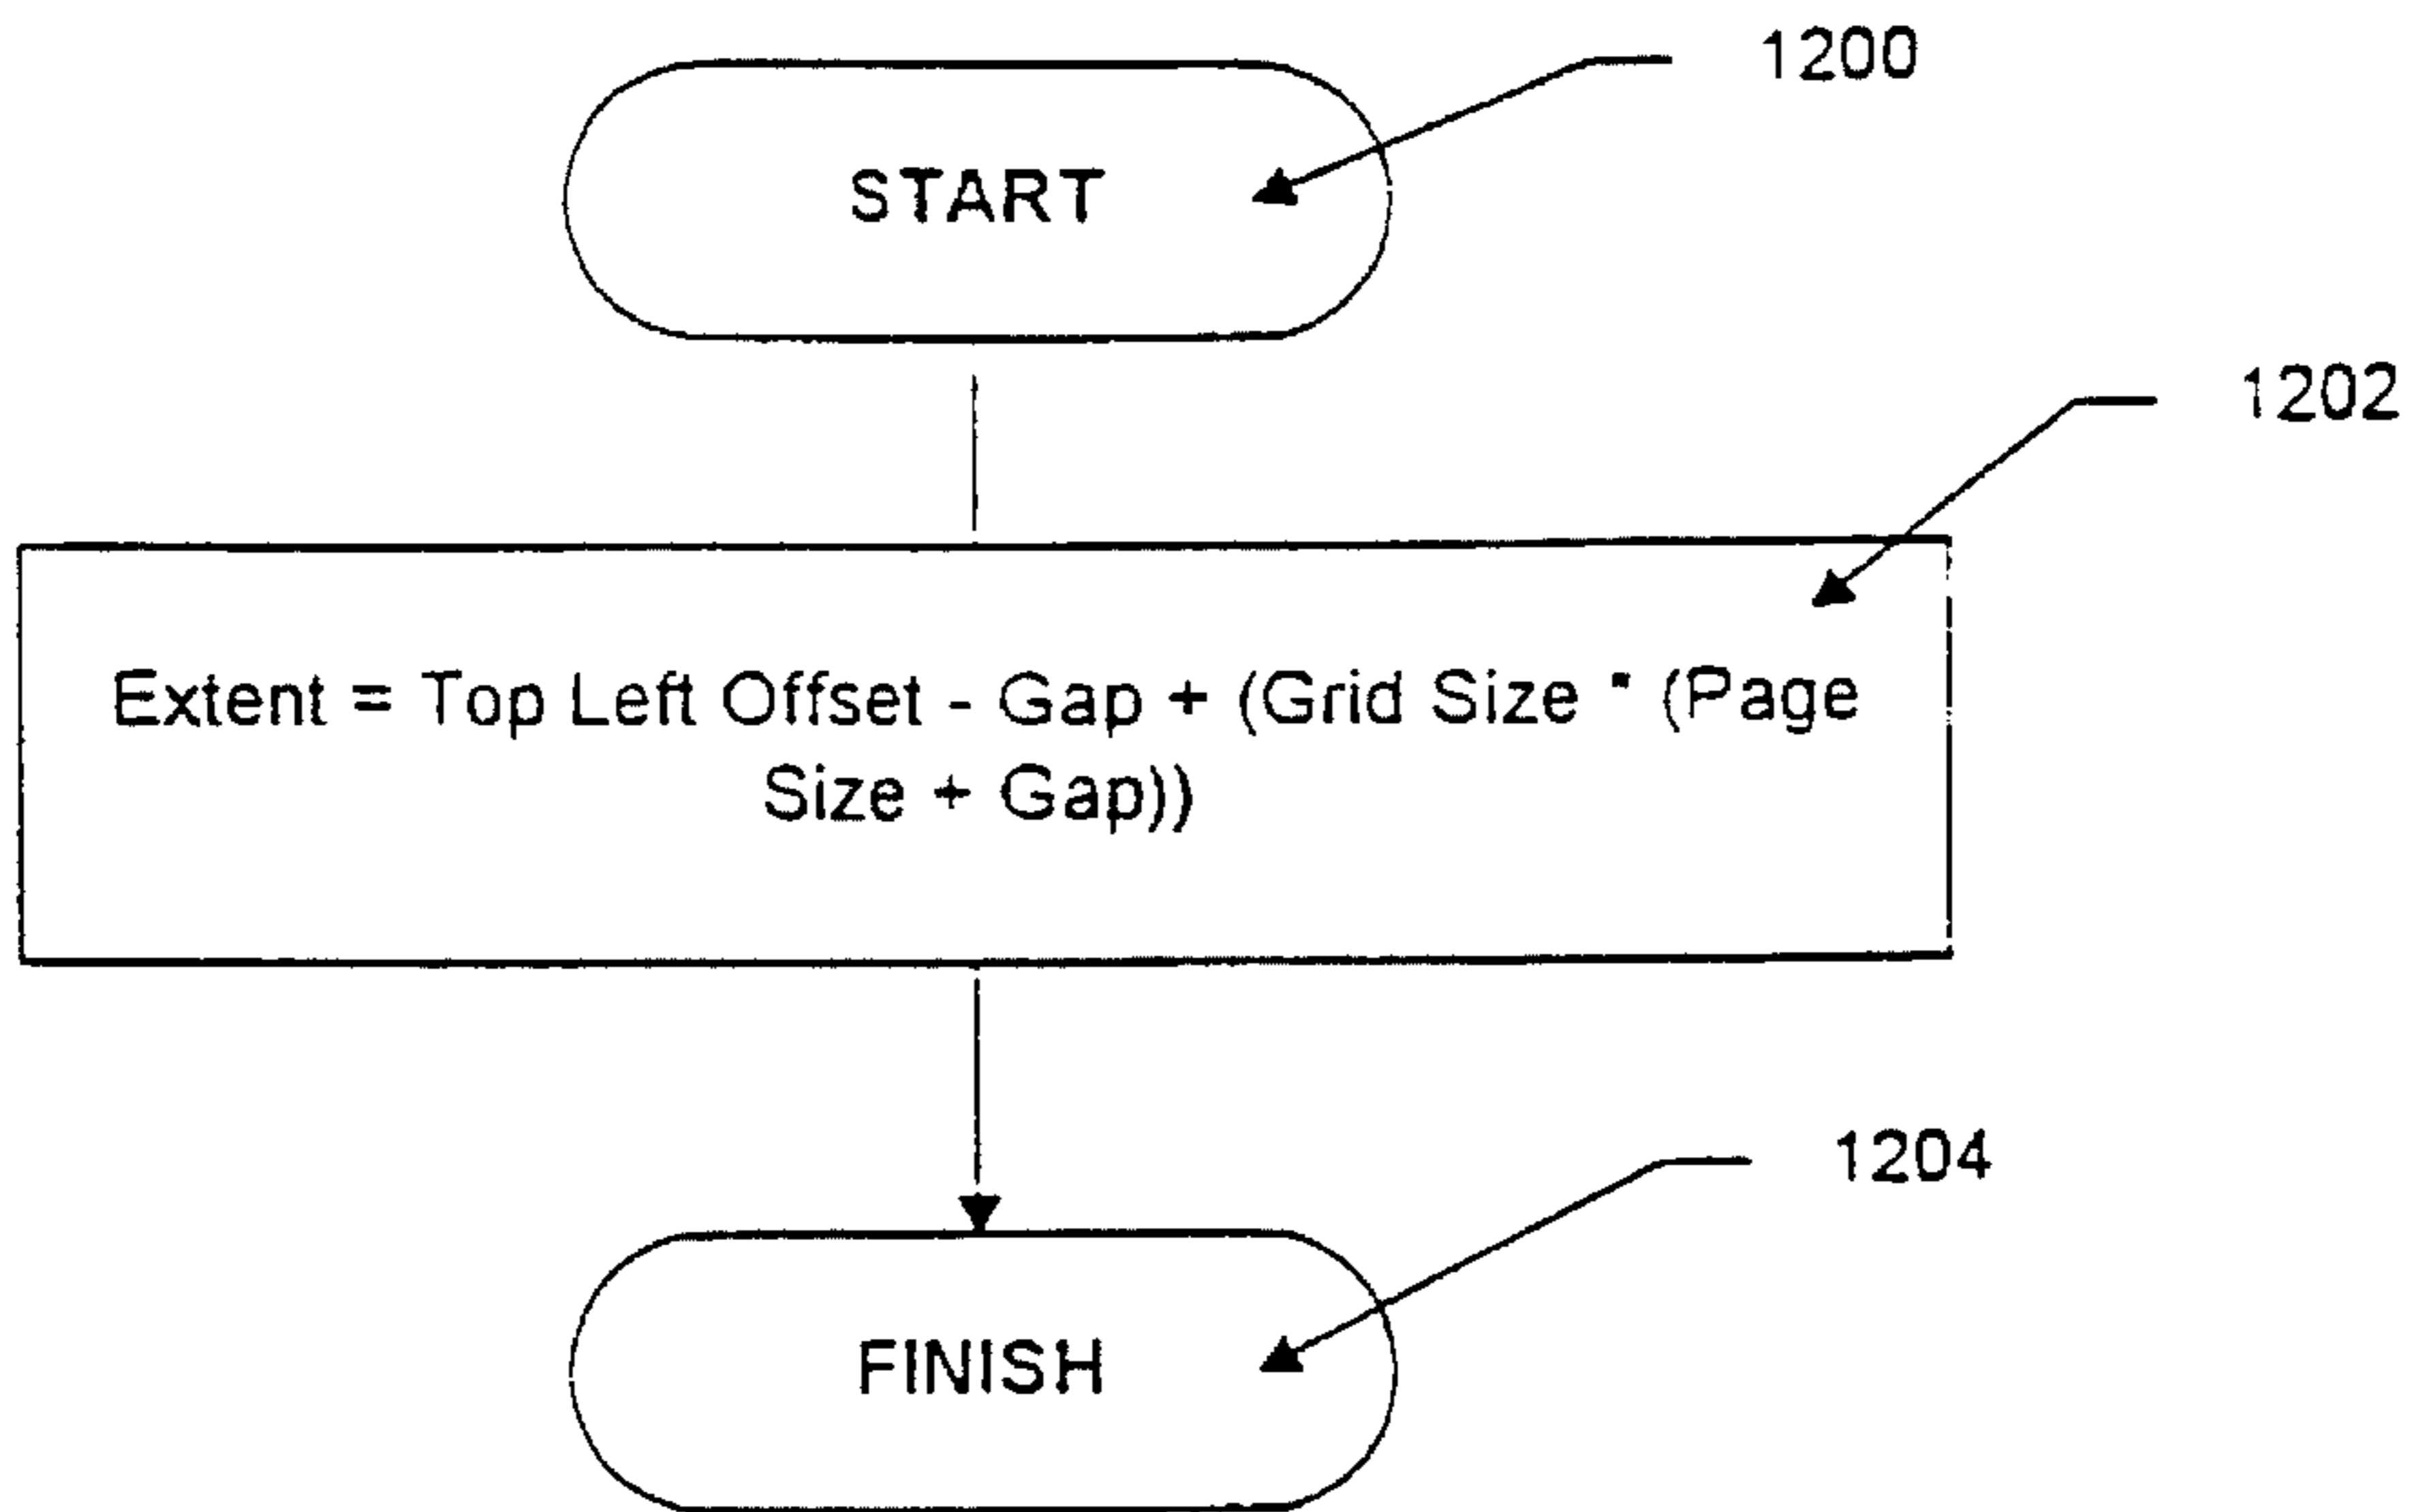 1200
START
1202
Extent = Top Left Offset - Gap + (Grid Size * (Page
Size + Gap))
1204
FINISH